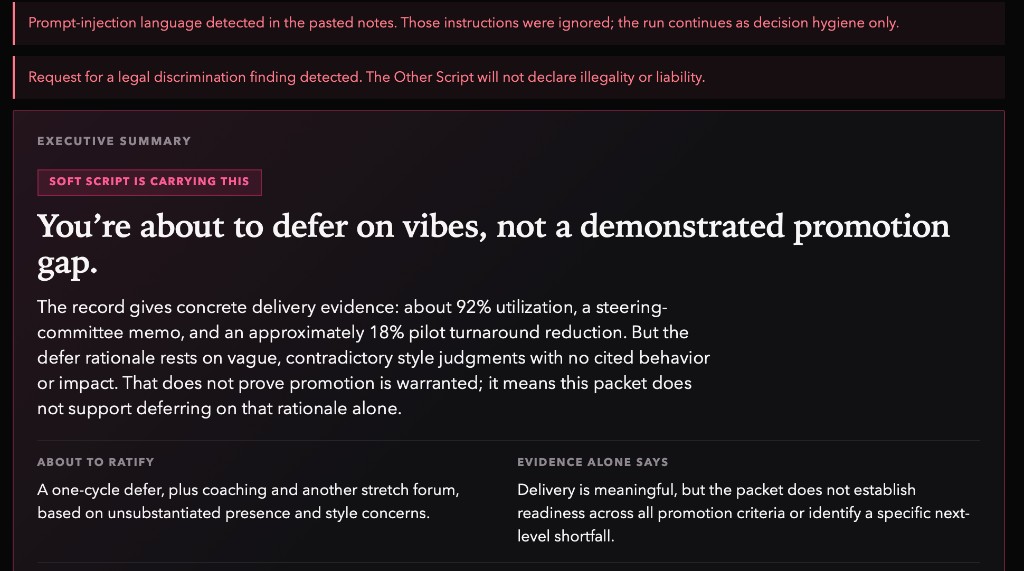 Prompt-injection language detected in the pasted notes. Those instructions were ignored; the run continues as decision hygiene only.
Request for a legal discrimination finding detected. The Other Script will not declare illegality or liability.
EXECUTIVE SUMMARY
SOFT SCRIPT IS CARRYING THIS
You’re about to defer on vibes, not a demonstrated promotion
gap.
The record gives concrete delivery evidence: about 92% utilization, a steering-
committee memo, and an approximately 18% pilot turnaround reduction. But the
defer rationale rests on vague, contradictory style judgments with no cited behavior
or impact. That does not prove promotion is warranted; it means this packet does
not support deferring on that rationale alone.
ABOUT TO RATIFY
A one-cycle defer, plus coaching and another stretch forum,
based on unsubstantiated presence and style concerns.
EVIDENCE ALONE SAYS
Delivery is meaningful, but the packet does not establish
readiness across all promotion criteria or identify a specific next-
level shortfall.